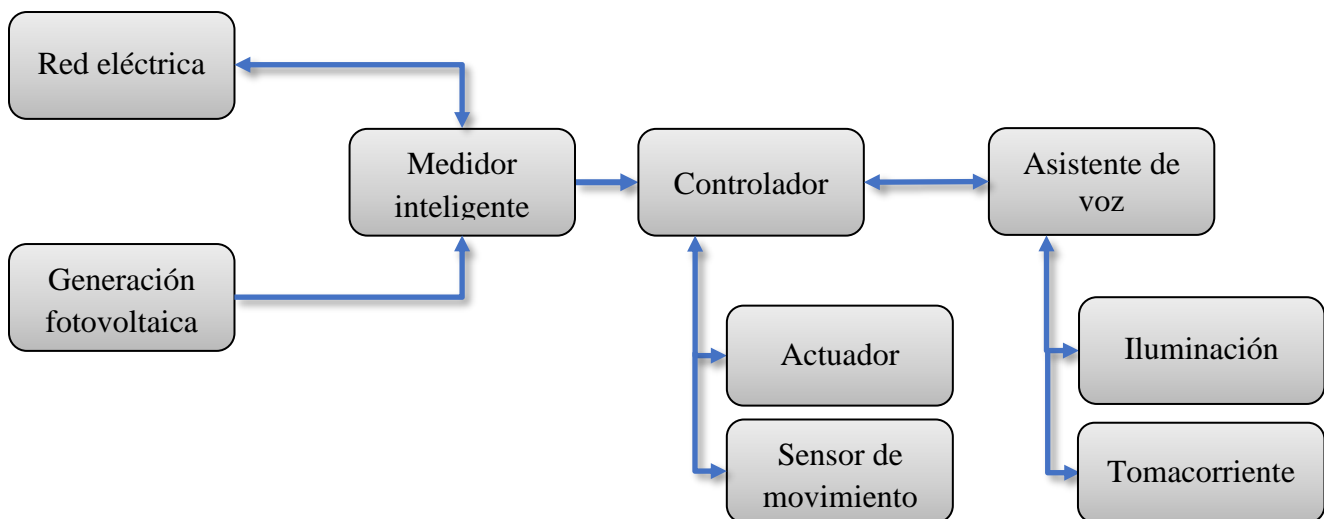 Red eléctrica
Medidor
inteligente
Controlador
Asistente de
voz
Generación
fotovoltaica
Actuador
Iluminación
Sensor de
movimiento
Tomacorriente